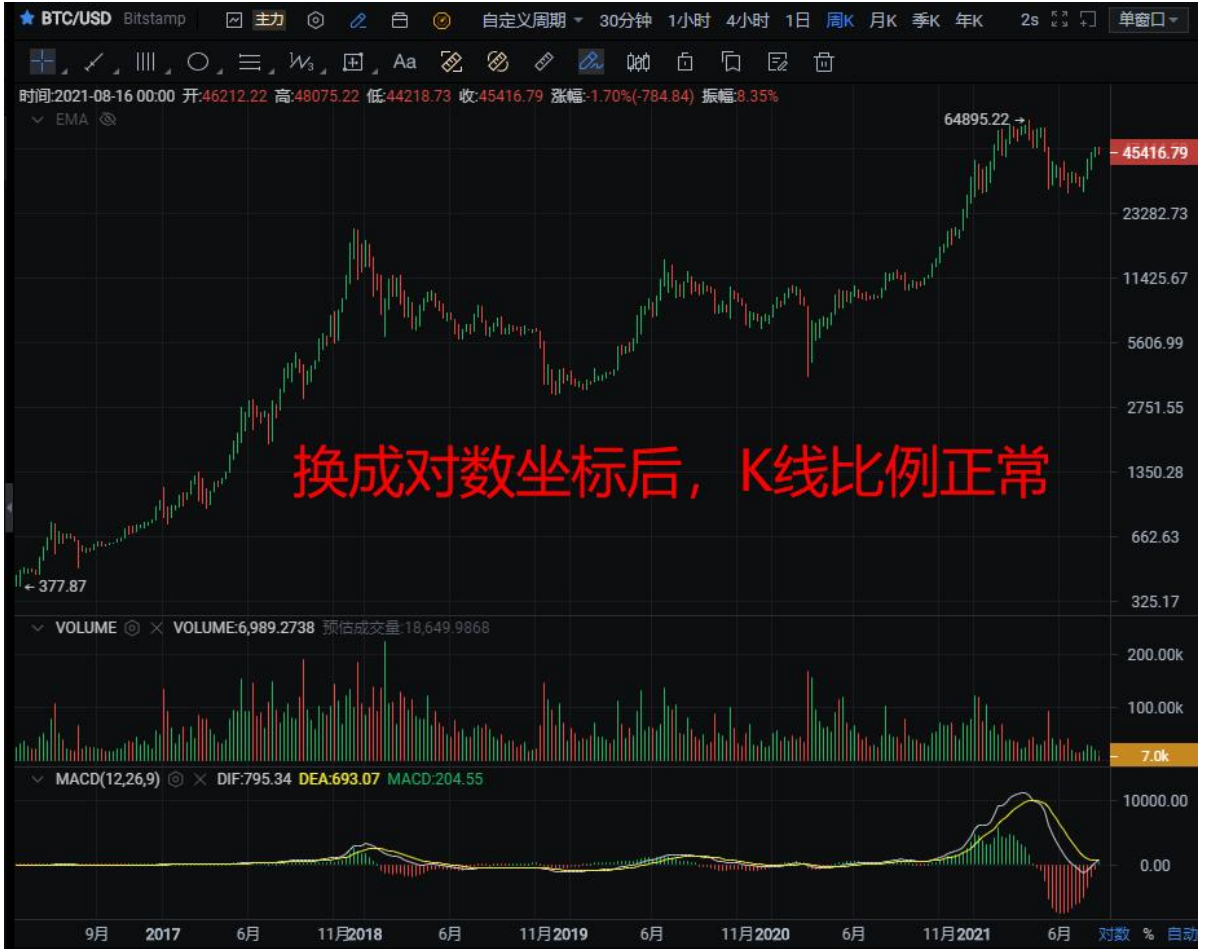 BTC/USD Bitstamp 主力 自定义周期 30分钟 1小时 4小时 1日 周K 月K 季K 年K 2s 单窗口
W3 Aa
时间:2021-08-16 00:00 开:46212.22 高:48075.22 低:44218.73 收:45416.79 涨幅:-1.70%(-784.84) 振幅:8.35%
EMA
64895.22
45416.79
23282.73
11425.67
5606.99
2751.55
换成对数坐标后，K线比例正常
1350.28
662.63
377.87
325.17
VOLUME VOLUME:6,989.2738 预估成交量:18,649.9868
200.00k
100.00k
7.0k
MACD(12,26,9) DIF:795.34 DEA:693.07 MACD:204.55
10000.00
0.00
9月 2017 6月 11月2018 6月 11月2019 6月 11月2020 6月 11月2021 6月 对数 % 自动